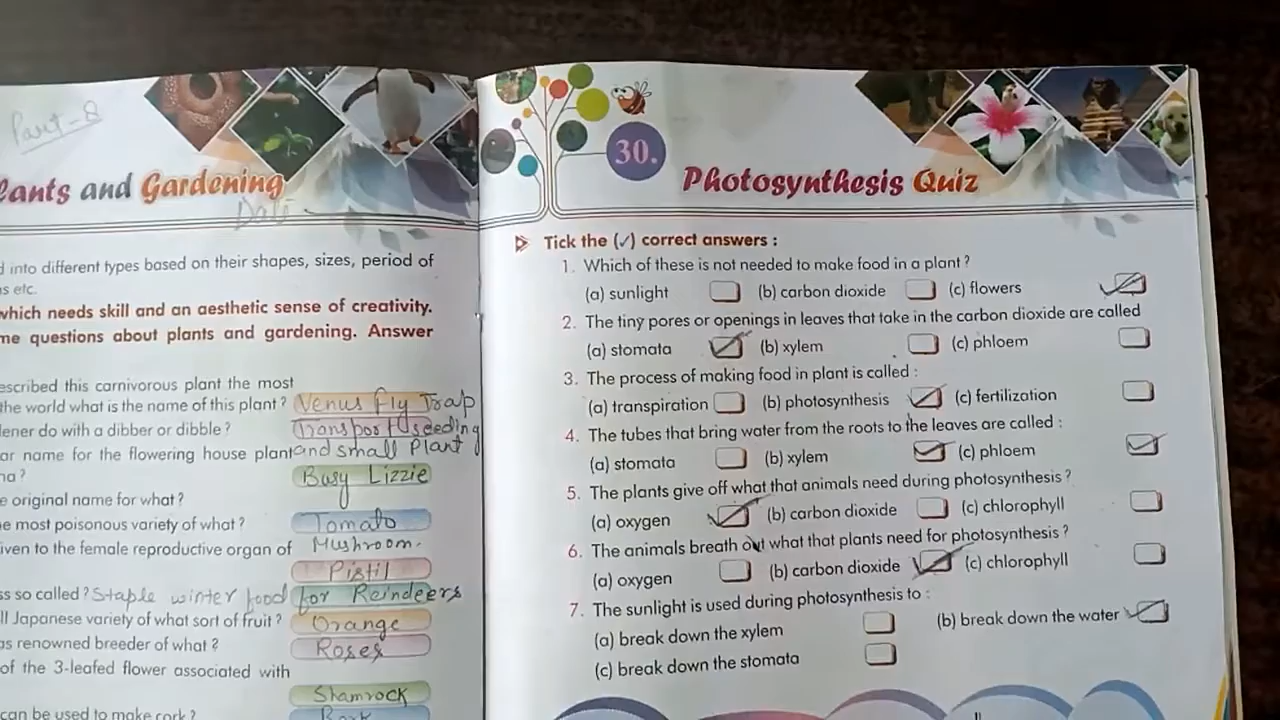 Part-8
Plants and Gardening
Date
d into different types based on their shapes, sizes, period of
s etc.
which needs skill and an aesthetic sense of creativity.
me questions about plants and gardening. Answer
escribed this carnivorous plant the most
the world what is the name of this plant? Venus fly Trap
dener do with a dibber or dibble? Transport seeding
ar name for the flowering house plant and small Plant
na? Busy Lizzie
e original name for what?
Tomato
e most poisonous variety of what?
Mushroom.
iven to the female reproductive organ of
Pistil
ss so called? Staple winter food for Reindeers
ll Japanese variety of what sort of fruit? Orange
as renowned breeder of what? Roses
of the 3-leafed flower associated with
Shamrock
can be used to make cork? Bark
30.
Photosynthesis Quiz
Tick the (✓) correct answers :
1. Which of these is not needed to make food in a plant?
(a) sunlight (b) carbon dioxide (c) flowers
2. The tiny pores or openings in leaves that take in the carbon dioxide are called
(a) stomata (b) xylem (c) phloem
3. The process of making food in plant is called :
(a) transpiration (b) photosynthesis (c) fertilization
4. The tubes that bring water from the roots to the leaves are called :
(a) stomata (b) xylem (c) phloem
5. The plants give off what that animals need during photosynthesis?
(a) oxygen (b) carbon dioxide (c) chlorophyll
6. The animals breath out what that plants need for photosynthesis?
(a) oxygen (b) carbon dioxide (c) chlorophyll
7. The sunlight is used during photosynthesis to :
(a) break down the xylem (b) break down the water
(c) break down the stomata